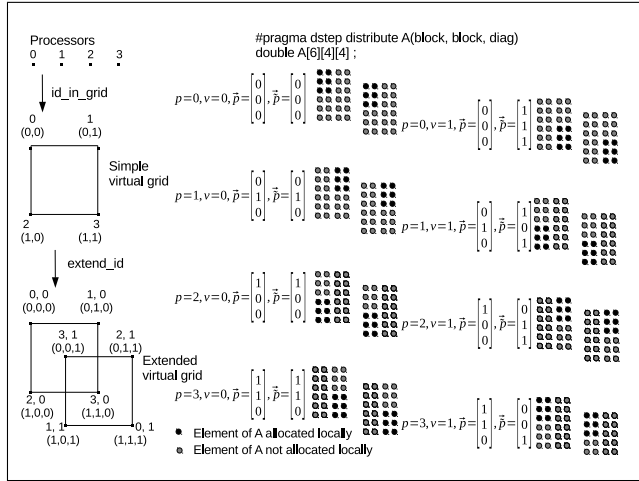 Processors
0 1 2 3
id_in_grid
0 1
(0,0) (0,1)
Simple
virtual grid
2 3
(1,0) (1,1)
extend_id
0, 0 1, 0
(0,0,0) (0,1,0)
3, 1 2, 1
(0,0,1) (0,1,1)
Extended
virtual grid
2, 0 3, 0
(1,0,0) (1,1,0)
1, 1 0, 1
(1,0,1) (1,1,1)
#pragma dstep distribute A(block, block, diag)
double A[6][4][4] ;
p=0, v=0, p⃗=[0 0 0], p⃗̃=[0 0 0]
p=0, v=1, p⃗=[0 0 0], p⃗̃=[1 1 1]
p=1, v=0, p⃗=[0 1 0], p⃗̃=[0 1 0]
p=1, v=1, p⃗=[0 1 0], p⃗̃=[1 0 1]
p=2, v=0, p⃗=[1 0 0], p⃗̃=[1 0 0]
p=2, v=1, p⃗=[1 0 0], p⃗̃=[0 1 1]
p=3, v=0, p⃗=[1 1 0], p⃗̃=[1 1 0]
p=3, v=1, p⃗=[1 1 0], p⃗̃=[0 0 1]
Element of A allocated locally
Element of A not allocated locally